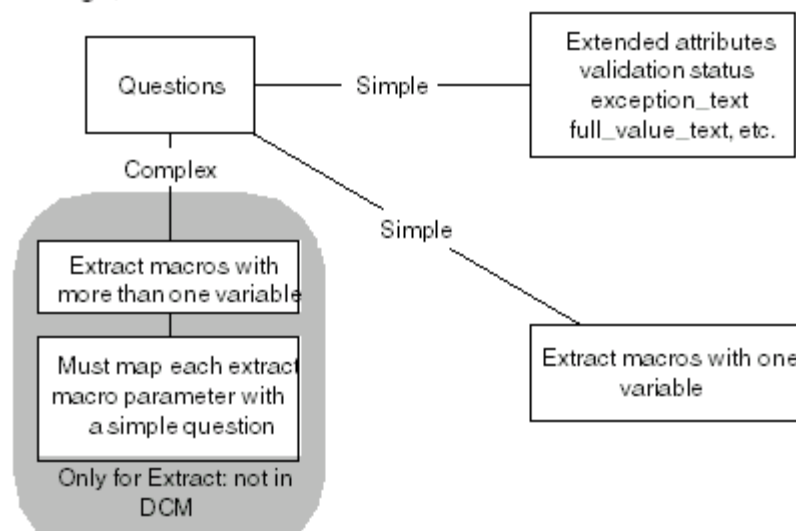 Questions
Simple
Extended attributes
validation status
exception_text
full_value_text, etc.
Complex
Simple
Extract macros with
more than one variable
Must map each extract
macro parameter with
a simple question
Extract macros with one
variable
Only for Extract: not in
DCM